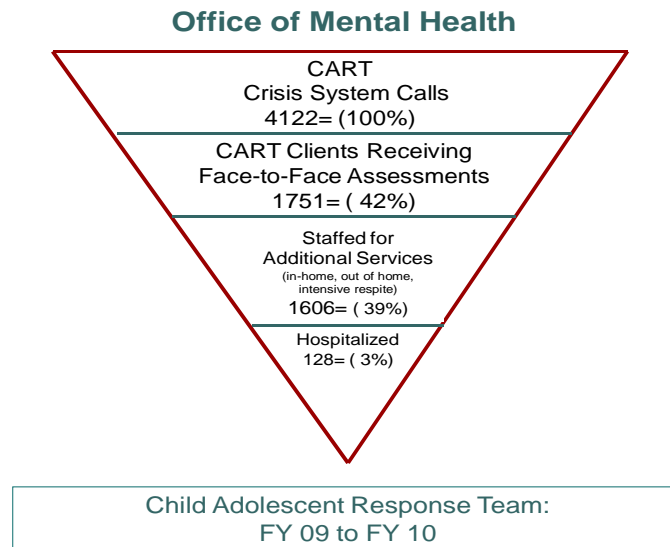 Office of Mental Health
CART
Crisis System Calls
4122= (100%)
CART Clients Receiving
Face-to-Face Assessments
1751= ( 42%)
Staffed for
Additional Services
(in-home, out of home,
intensive respite)
1606= ( 39%)
Hospitalized
128= ( 3%)
Child Adolescent Response Team:
FY 09 to FY 10